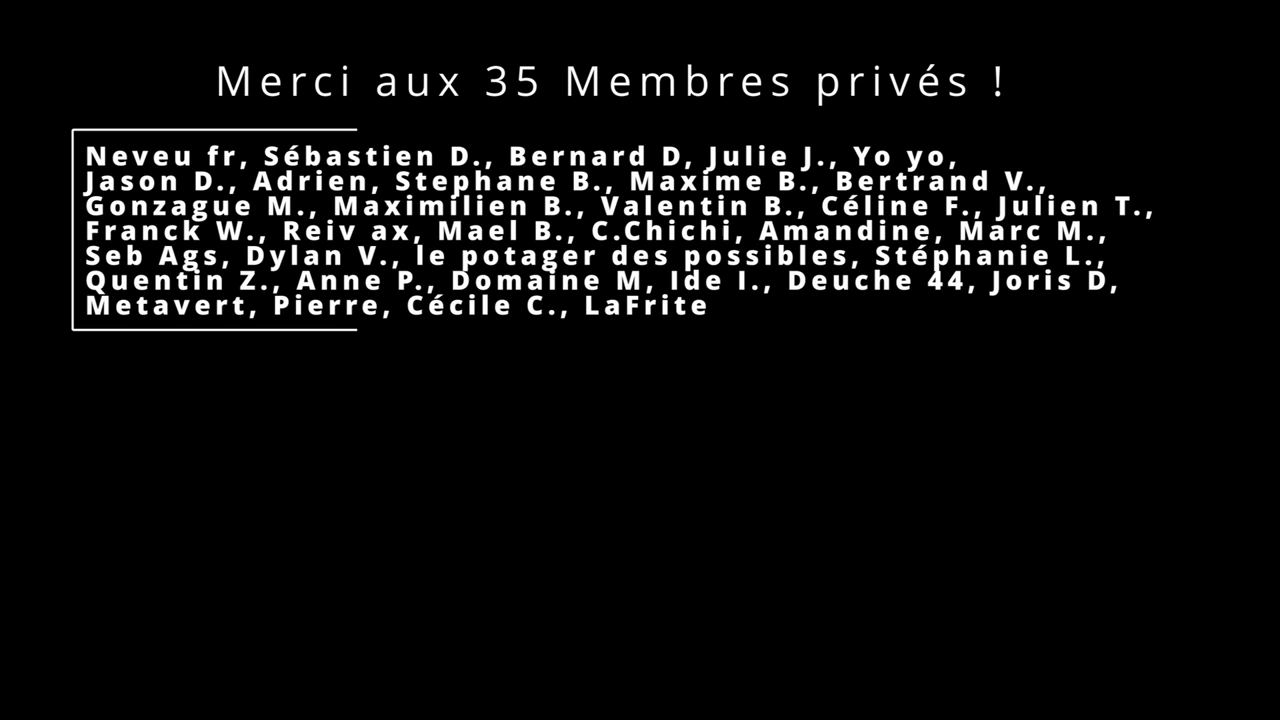 Merci aux 35 Membres privés !
Neveu fr, Sébastien D., Bernard D, Julie J., Yo yo,
Jason D., Adrien, Stephane B., Maxime B., Bertrand V.,
Gonzague M., Maximilien B., Valentin B., Céline F., Julien T.,
Franck W., Reiv ax, Mael B., C.Chichi, Amandine, Marc M.,
Seb Ags, Dylan V., le potager des possibles, Stéphanie L.,
Quentin Z., Anne P., Domaine M, Ide I., Deuche 44, Joris D,
Metavert, Pierre, Cécile C., LaFrite